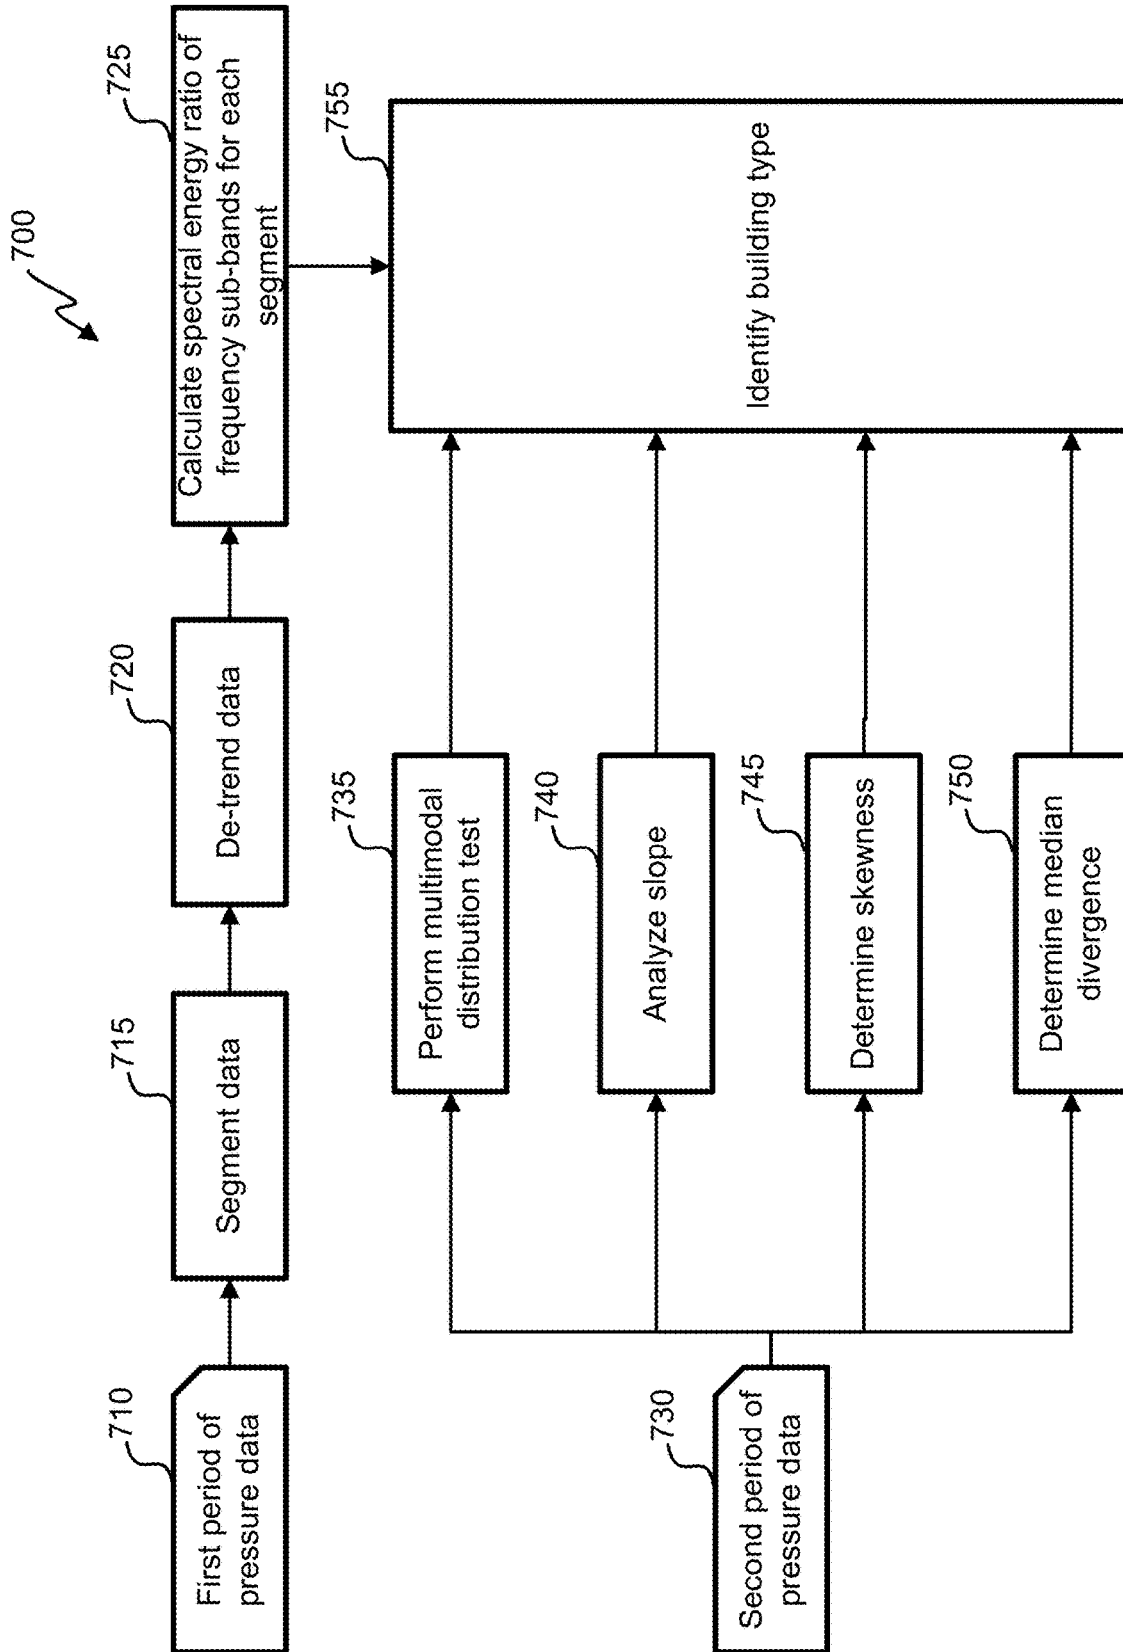 700
710
First period of
pressure data
715
Segment data
720
De-trend data
725
Calculate spectral energy ratio of
frequency sub-bands for each
segment
730
Second period of
pressure data
735
Perform multimodal
distribution test
740
Analyze slope
745
Determine skewness
750
Determine median
divergence
755
Identify building type